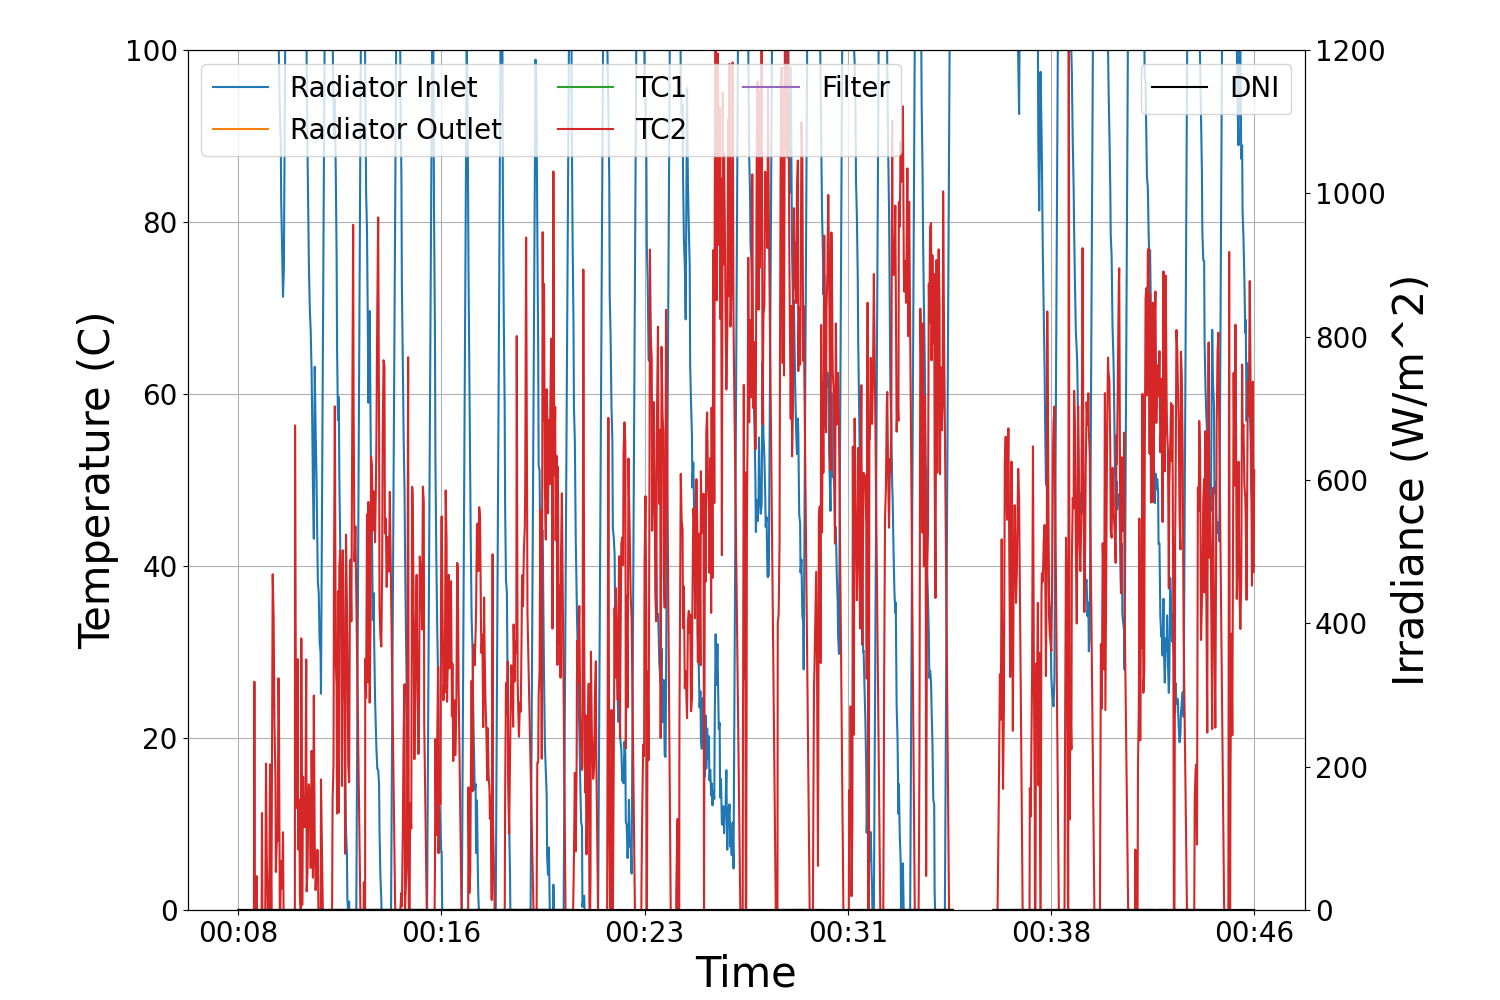 Radiator Inlet
Radiator Outlet
TC1
TC2
Filter
DNI
Temperature (C)
100
80
60
40
20
0
1200
1000
800
600
400
200
0
Irradiance (W/m^2)
00:08 00:16 00:23 00:31 00:38 00:46
Time